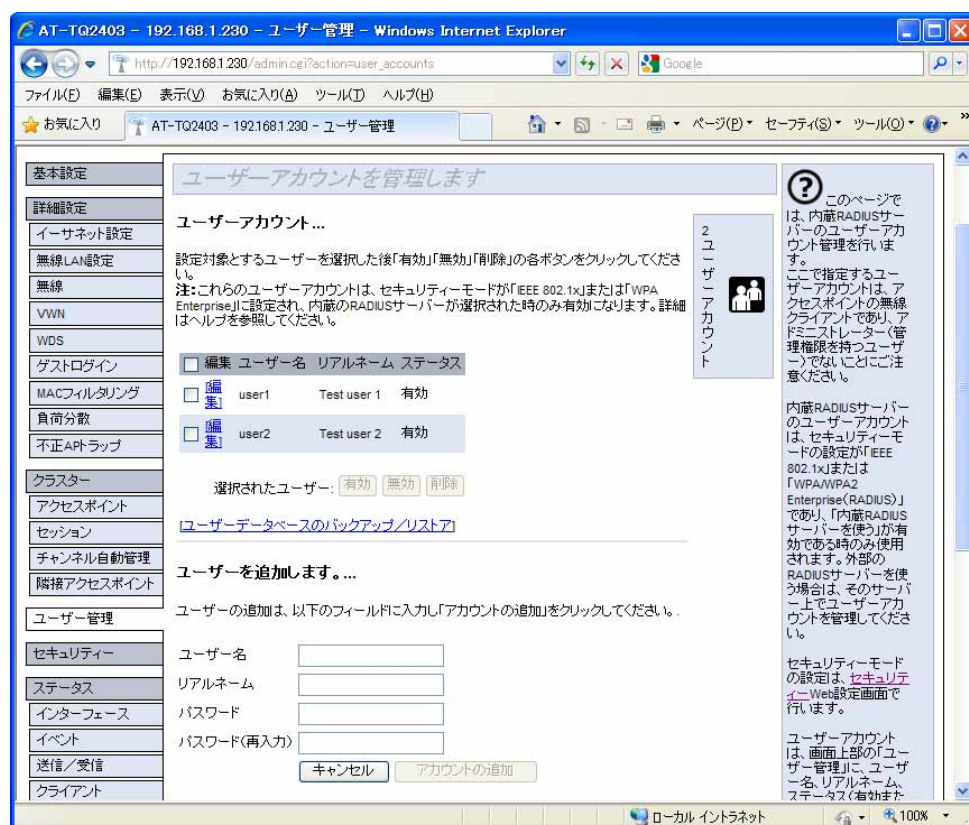 AT-TQ2403 - 192.168.1.230 - ユーザー管理 - Windows Internet Explorer
http://192.168.1.230/admin.cgi?action=user_accounts
Google
ファイル(F) 編集(E) 表示(V) お気に入り(A) ツール(T) ヘルプ(H)
お気に入り
AT-TQ2403 - 192.168.1.230 - ユーザー管理
ページ(P) セーフティ(S) ツール(O)
基本設定
詳細設定
イーサネット設定
無線LAN設定
無線
VWN
WDS
ゲストログイン
MACフィルタリング
負荷分散
不正APトラップ
クラスター
アクセスポイント
セッション
チャンネル自動管理
隣接アクセスポイント
ユーザー管理
セキュリティー
ステータス
インターフェース
イベント
送信/受信
クライアント
ユーザーアカウントを管理します
ユーザーアカウント...
設定対象とするユーザーを選択した後「有効」「無効」「削除」の各ボタンをクリックしてくださ
い。
注:これらのユーザーアカウントは、セキュリティーモードが「IEEE 802.1x」または「WPA
Enterprise」に設定され、内蔵のRADIUSサーバーが選択された時のみ有効になります。詳細
はヘルプを参照してください。
2ユーザーアカウント
編集 ユーザー名 リアルネーム ステータス
[編集] user1 Test user 1 有効
[編集] user2 Test user 2 有効
選択されたユーザー: 有効 無効 削除
[ユーザーデータベースのバックアップ/リストア]
ユーザーを追加します。...
ユーザーの追加は、以下のフィールドに入力し「アカウントの追加」をクリックしてください。.
ユーザー名
リアルネーム
パスワード
パスワード(再入力)
キャンセル アカウントの追加
このページで
は、内蔵RADIUSサー
バーのユーザーアカ
ウント管理を行いま
す。
ここで指定するユー
ザーアカウントは、ア
クセスポイントの無線
クライアントであり、ア
ドミニストレーター(管
理権限を持つユーザ
ー)でないことにご注
意ください。
内蔵RADIUSサーバー
のユーザーアカウント
は、セキュリティーモ
ードの設定が「IEEE
802.1x」または
「WPA/WPA2
Enterprise(RADIUS)」
であり、「内蔵RADIUS
サーバーを使う」が有
効である時のみ使用
されます。外部の
RADIUSサーバーを使
う場合は、そのサーバ
ー上でユーザーアカ
ウントを管理してくださ
い。
セキュリティーモード
の設定は、セキュリテ
ィーWeb設定画面で
行います。
ユーザーアカウント
は、画面上部の「ユー
ザー管理」に、ユーザ
ー名、リアルネーム、
ステータス(有効また
ローカル イントラネット
100%